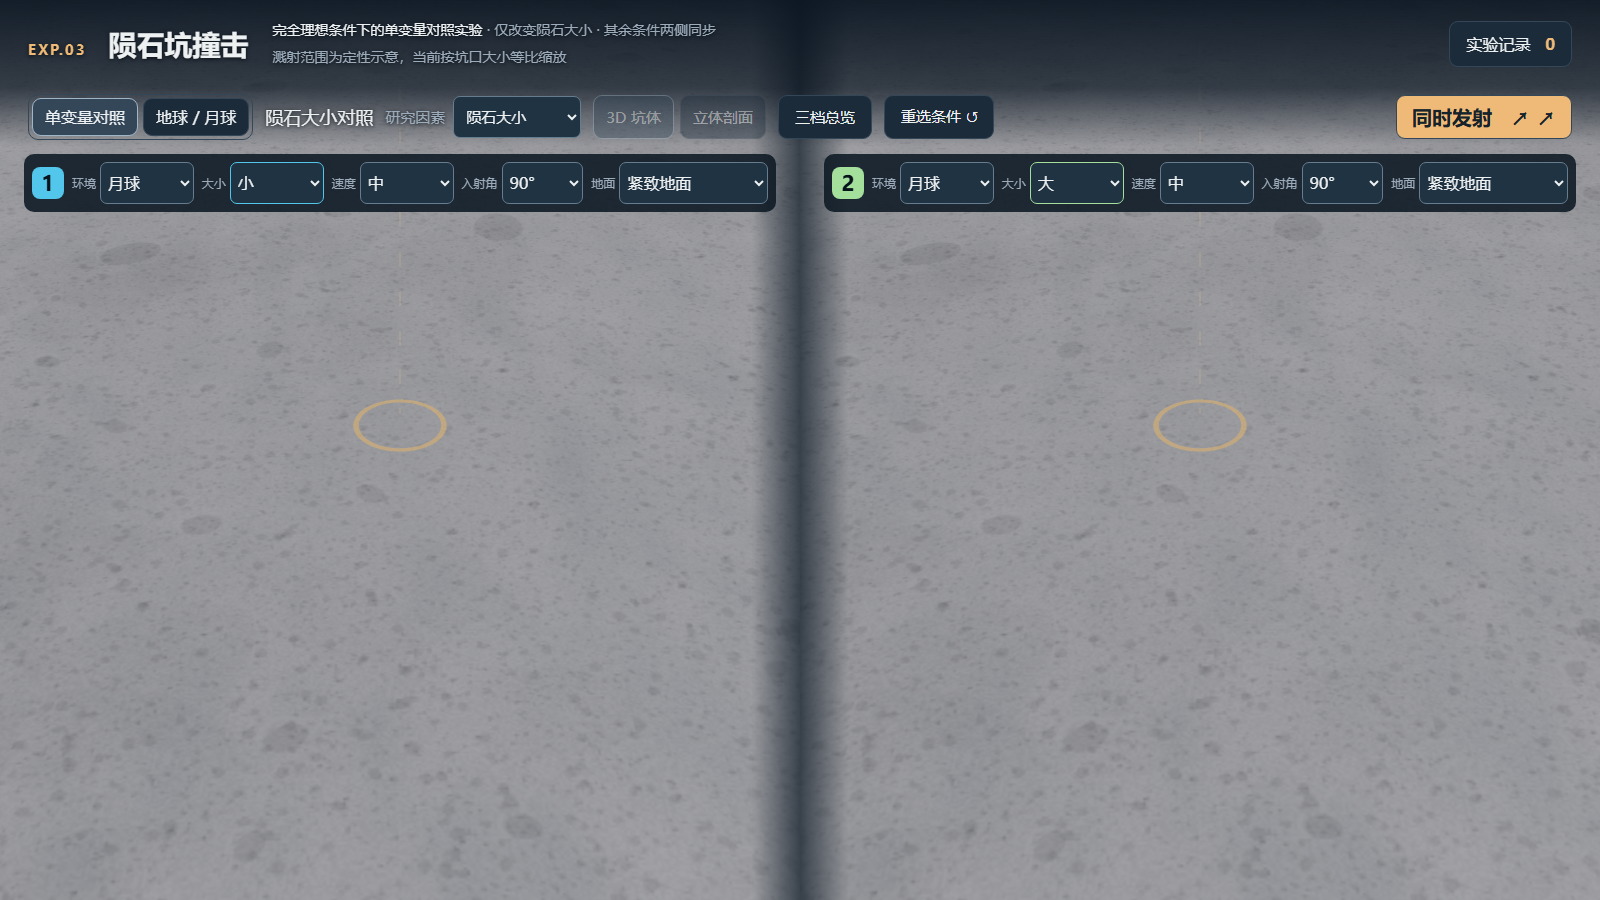 EXP.03
陨石坑撞击
完全理想条件下的单变量对照实验 · 仅改变陨石大小 · 其余条件两侧同步
溅射范围为定性示意，当前按坑口大小等比缩放
实验记录 0
单变量对照
地球 / 月球
陨石大小对照
研究因素
陨石大小
3D 坑体
立体剖面
三档总览
重选条件 ↺
同时发射 ↗ ↗
1 环境 月球 大小 小 速度 中 入射角 90° 地面 紧致地面
2 环境 月球 大小 大 速度 中 入射角 90° 地面 紧致地面